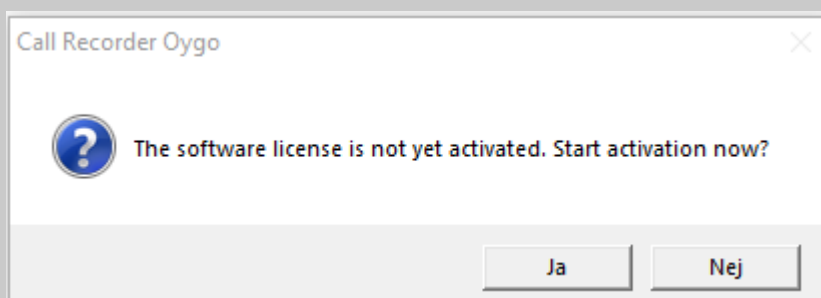 Call Recorder Oygo
The software license is not yet activated. Start activation now?
Ja
Nej